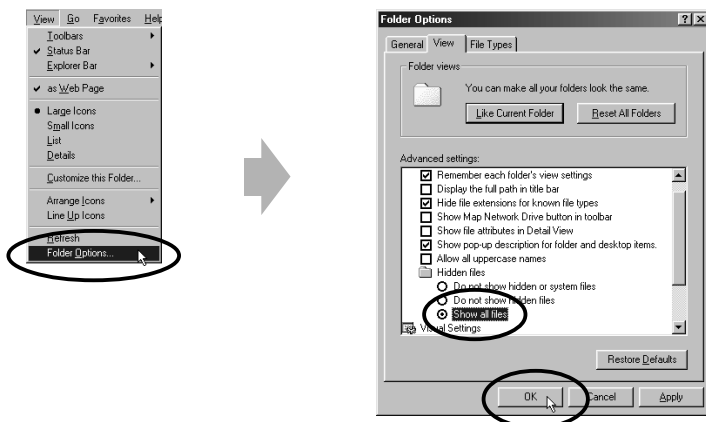 View Go Favorites Help
Toolbars
Status Bar
Explorer Bar
as Web Page
Large Icons
Small Icons
List
Details
Customize this Folder...
Arrange Icons
Line Up Icons
Refresh
Folder Options...
Folder Options
General View File Types
Folder views
You can make all your folders look the same.
Like Current Folder Reset All Folders
Advanced settings:
Remember each folder's view settings
Display the full path in title bar
Hide file extensions for known file types
Show Map Network Drive button in toolbar
Show file attributes in Detail View
Show pop-up description for folder and desktop items.
Allow all uppercase names
Hidden files
Do not show hidden or system files
Do not show hidden files
Show all files
Visual Settings
Restore Defaults
OK Cancel Apply